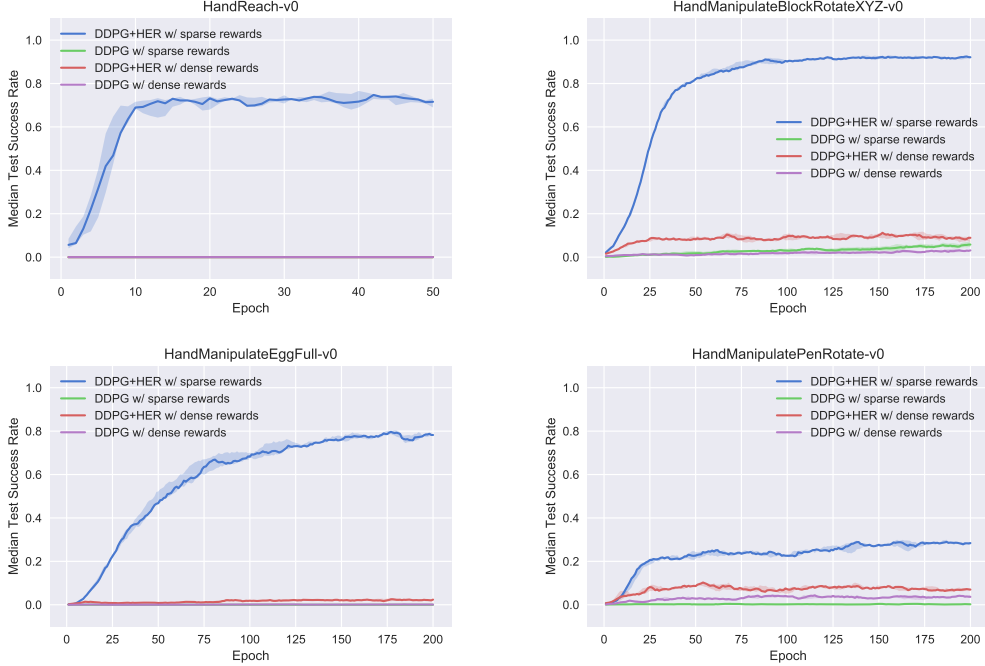 HandReach-v0
1.0
0.8
0.6
0.4
0.2
0.0
Median Test Success Rate
DDPG+HER w/ sparse rewards
DDPG w/ sparse rewards
DDPG+HER w/ dense rewards
DDPG w/ dense rewards
0 10 20 30 40 50
Epoch
HandManipulateBlockRotateXYZ-v0
1.0
0.8
0.6
0.4
0.2
0.0
Median Test Success Rate
DDPG+HER w/ sparse rewards
DDPG w/ sparse rewards
DDPG+HER w/ dense rewards
DDPG w/ dense rewards
0 25 50 75 100 125 150 175 200
Epoch
HandManipulateEggFull-v0
1.0
0.8
0.6
0.4
0.2
0.0
Median Test Success Rate
DDPG+HER w/ sparse rewards
DDPG w/ sparse rewards
DDPG+HER w/ dense rewards
DDPG w/ dense rewards
0 25 50 75 100 125 150 175 200
Epoch
HandManipulatePenRotate-v0
1.0
0.8
0.6
0.4
0.2
0.0
Median Test Success Rate
DDPG+HER w/ sparse rewards
DDPG w/ sparse rewards
DDPG+HER w/ dense rewards
DDPG w/ dense rewards
0 25 50 75 100 125 150 175 200
Epoch